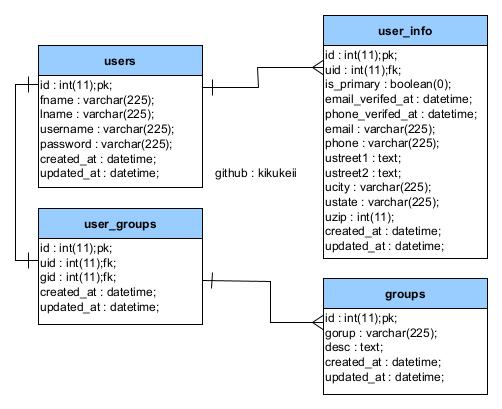 users
id : int(11);pk;
fname : varchar(225);
lname : varchar(225);
username : varchar(225);
password : varchar(225);
created_at : datetime;
updated_at : datetime;
user_info
id : int(11);pk;
uid : int(11);fk;
is_primary : boolean(0);
email_verifed_at : datetime;
phone_verifed_at : datetime;
email : varchar(225);
phone : varchar(225);
ustreet1 : text;
ustreet2 : text;
ucity : varchar(225);
ustate : varchar(225);
uzip : int(11);
created_at : datetime;
updated_at : datetime;
github : kikukeii
user_groups
id : int(11);pk;
uid : int(11);fk;
gid : int(11);fk;
created_at : datetime;
updated_at : datetime;
groups
id : int(11);pk;
gorup : varchar(225);
desc : text;
created_at : datetime;
updated_at : datetime;